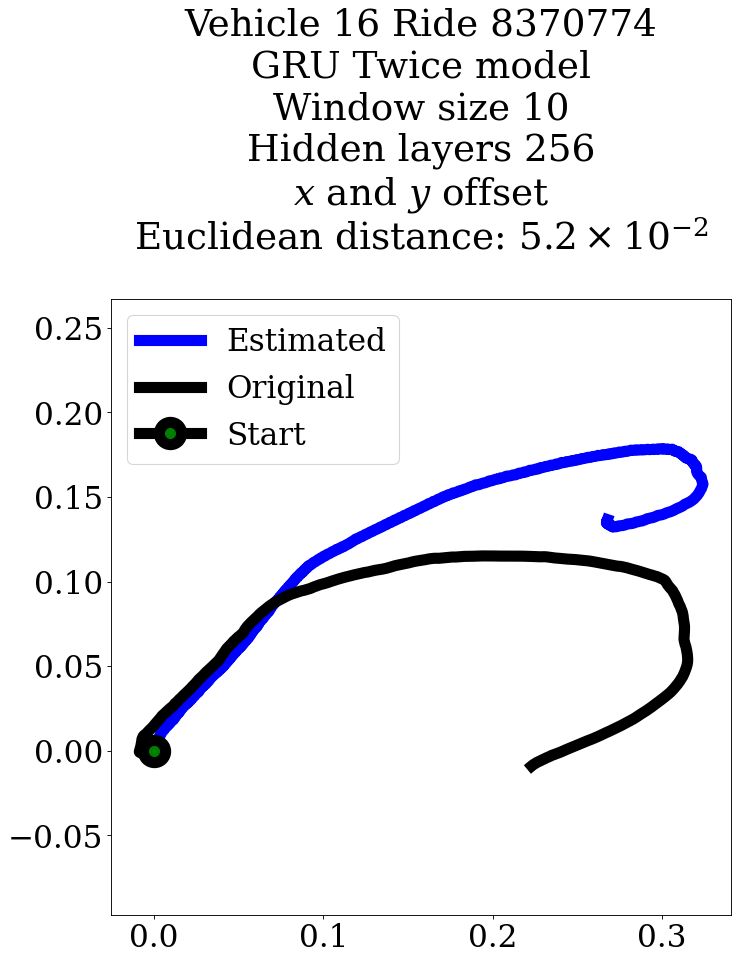 Vehicle 16 Ride 8370774
GRU Twice model
Window size 10
Hidden layers 256
x and y offset
Euclidean distance: 5.2 × 10⁻²
Estimated
Original
Start
0.25
0.20
0.15
0.10
0.05
0.00
−0.05
0.0 0.1 0.2 0.3